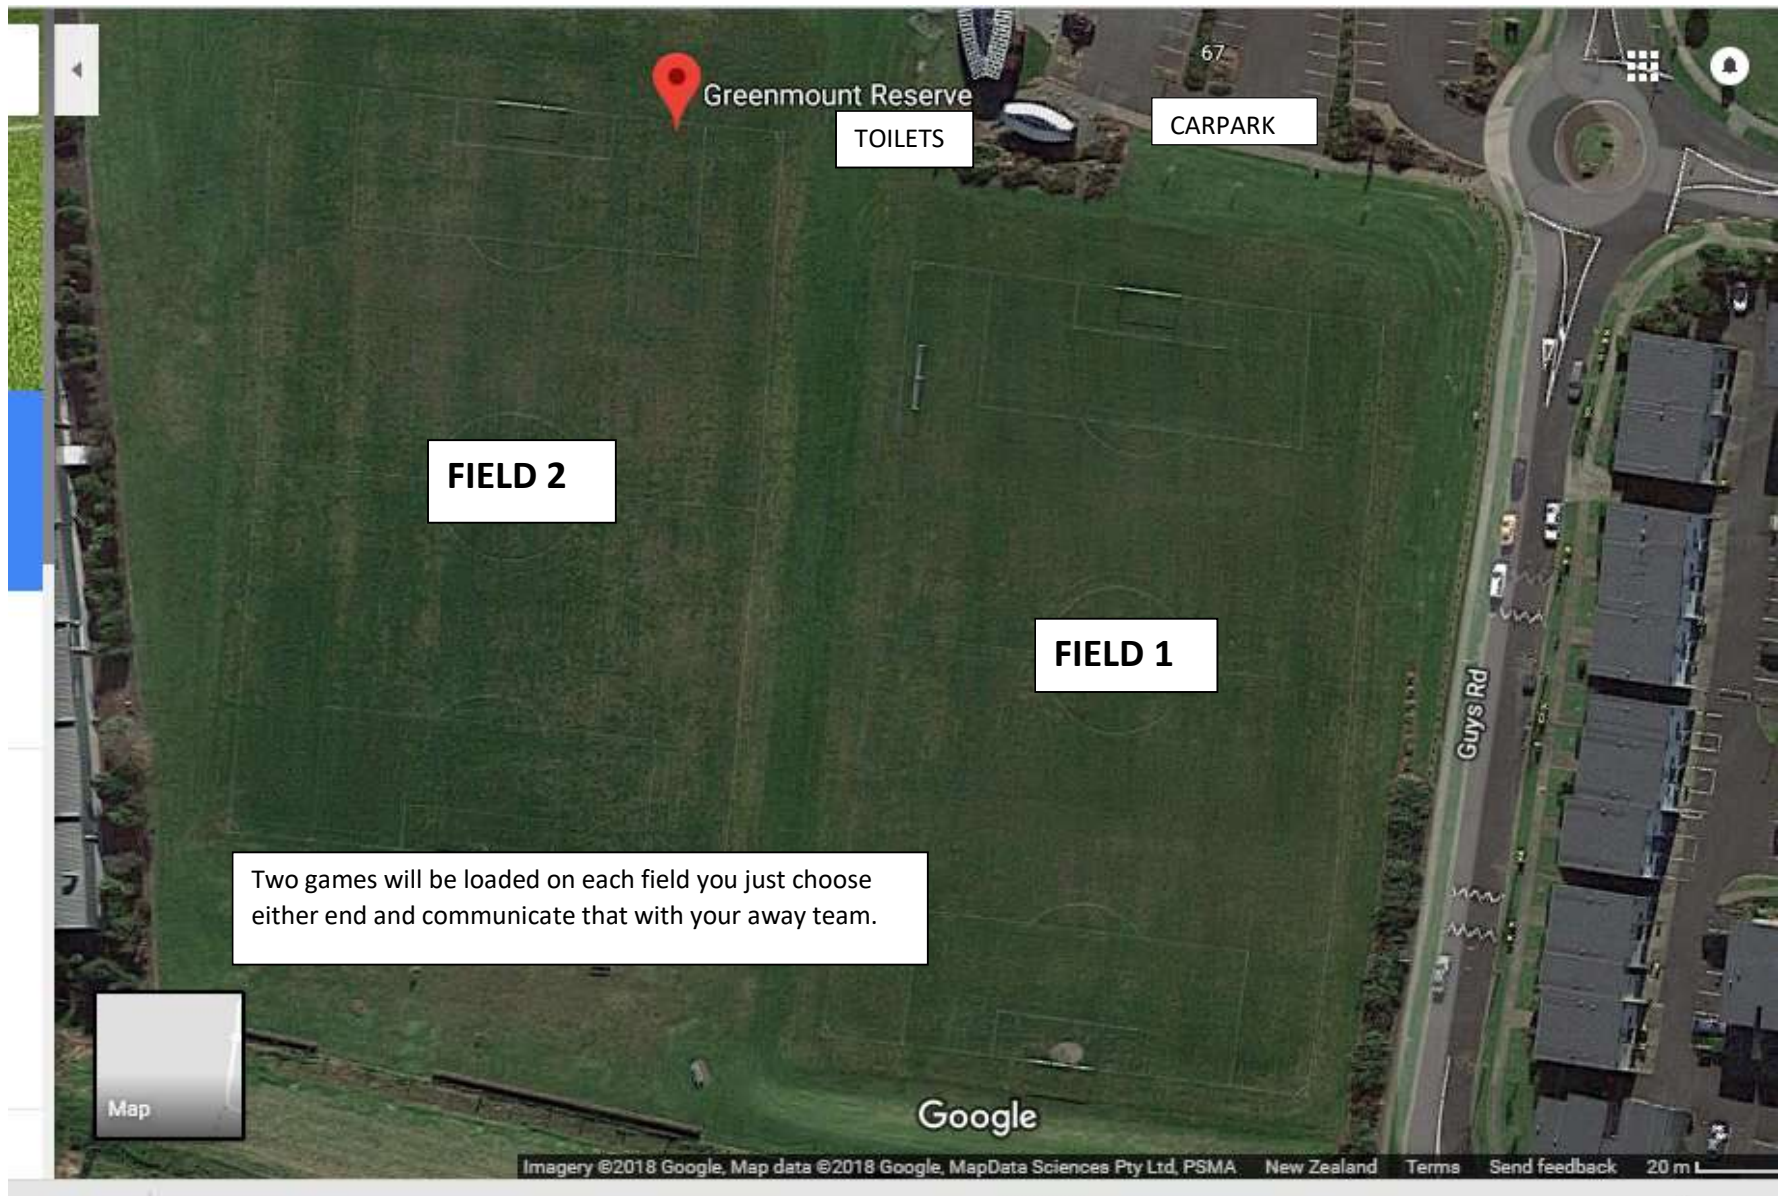 67
Greenmount Reserve
TOILETS
CARPARK
FIELD 2
FIELD 1
Guys Rd
Two games will be loaded on each field you just choose
either end and communicate that with your away team.
Map
Google
Imagery ©2018 Google, Map data ©2018 Google, MapData Sciences Pty Ltd, PSMA New Zealand Terms Send feedback 20 m